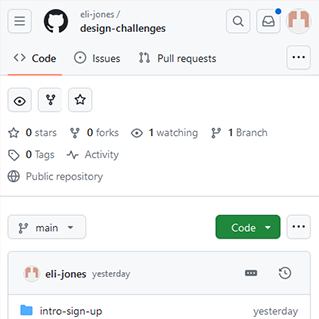 eli-jones /
design-challenges
Code Issues Pull requests
0 stars 0 forks 1 watching 1 Branch
0 Tags Activity
Public repository
main Code
eli-jones yesterday
intro-sign-up yesterday